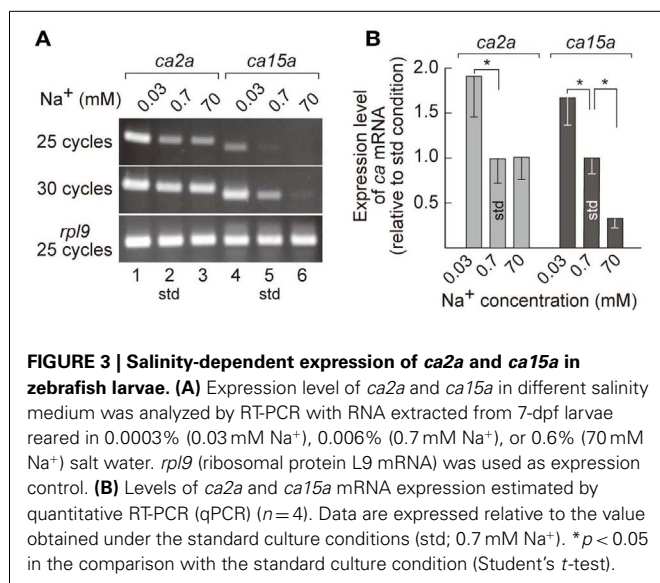 A
ca2a ca15a
Na⁺ (mM) 0.03 0.7 70 0.03 0.7 70
25 cycles
30 cycles
rpl9
25 cycles
1 2 3 4 5 6
std std
B
ca2a ca15a
* * *
Expression level
of ca mRNA
(relative to std condition)
2.0
1.5
1.0
0.5
std std
0.03 0.7 70 0.03 0.7 70
Na⁺ concentration (mM)
FIGURE 3 | Salinity-dependent expression of ca2a and ca15a in
zebrafish larvae. (A) Expression level of ca2a and ca15a in different salinity
medium was analyzed by RT-PCR with RNA extracted from 7-dpf larvae
reared in 0.0003% (0.03 mM Na⁺), 0.006% (0.7 mM Na⁺), or 0.6% (70 mM
Na⁺) salt water. rpl9 (ribosomal protein L9 mRNA) was used as expression
control. (B) Levels of ca2a and ca15a mRNA expression estimated by
quantitative RT-PCR (qPCR) (n = 4). Data are expressed relative to the value
obtained under the standard culture conditions (std; 0.7 mM Na⁺). *p < 0.05
in the comparison with the standard culture condition (Student's t-test).